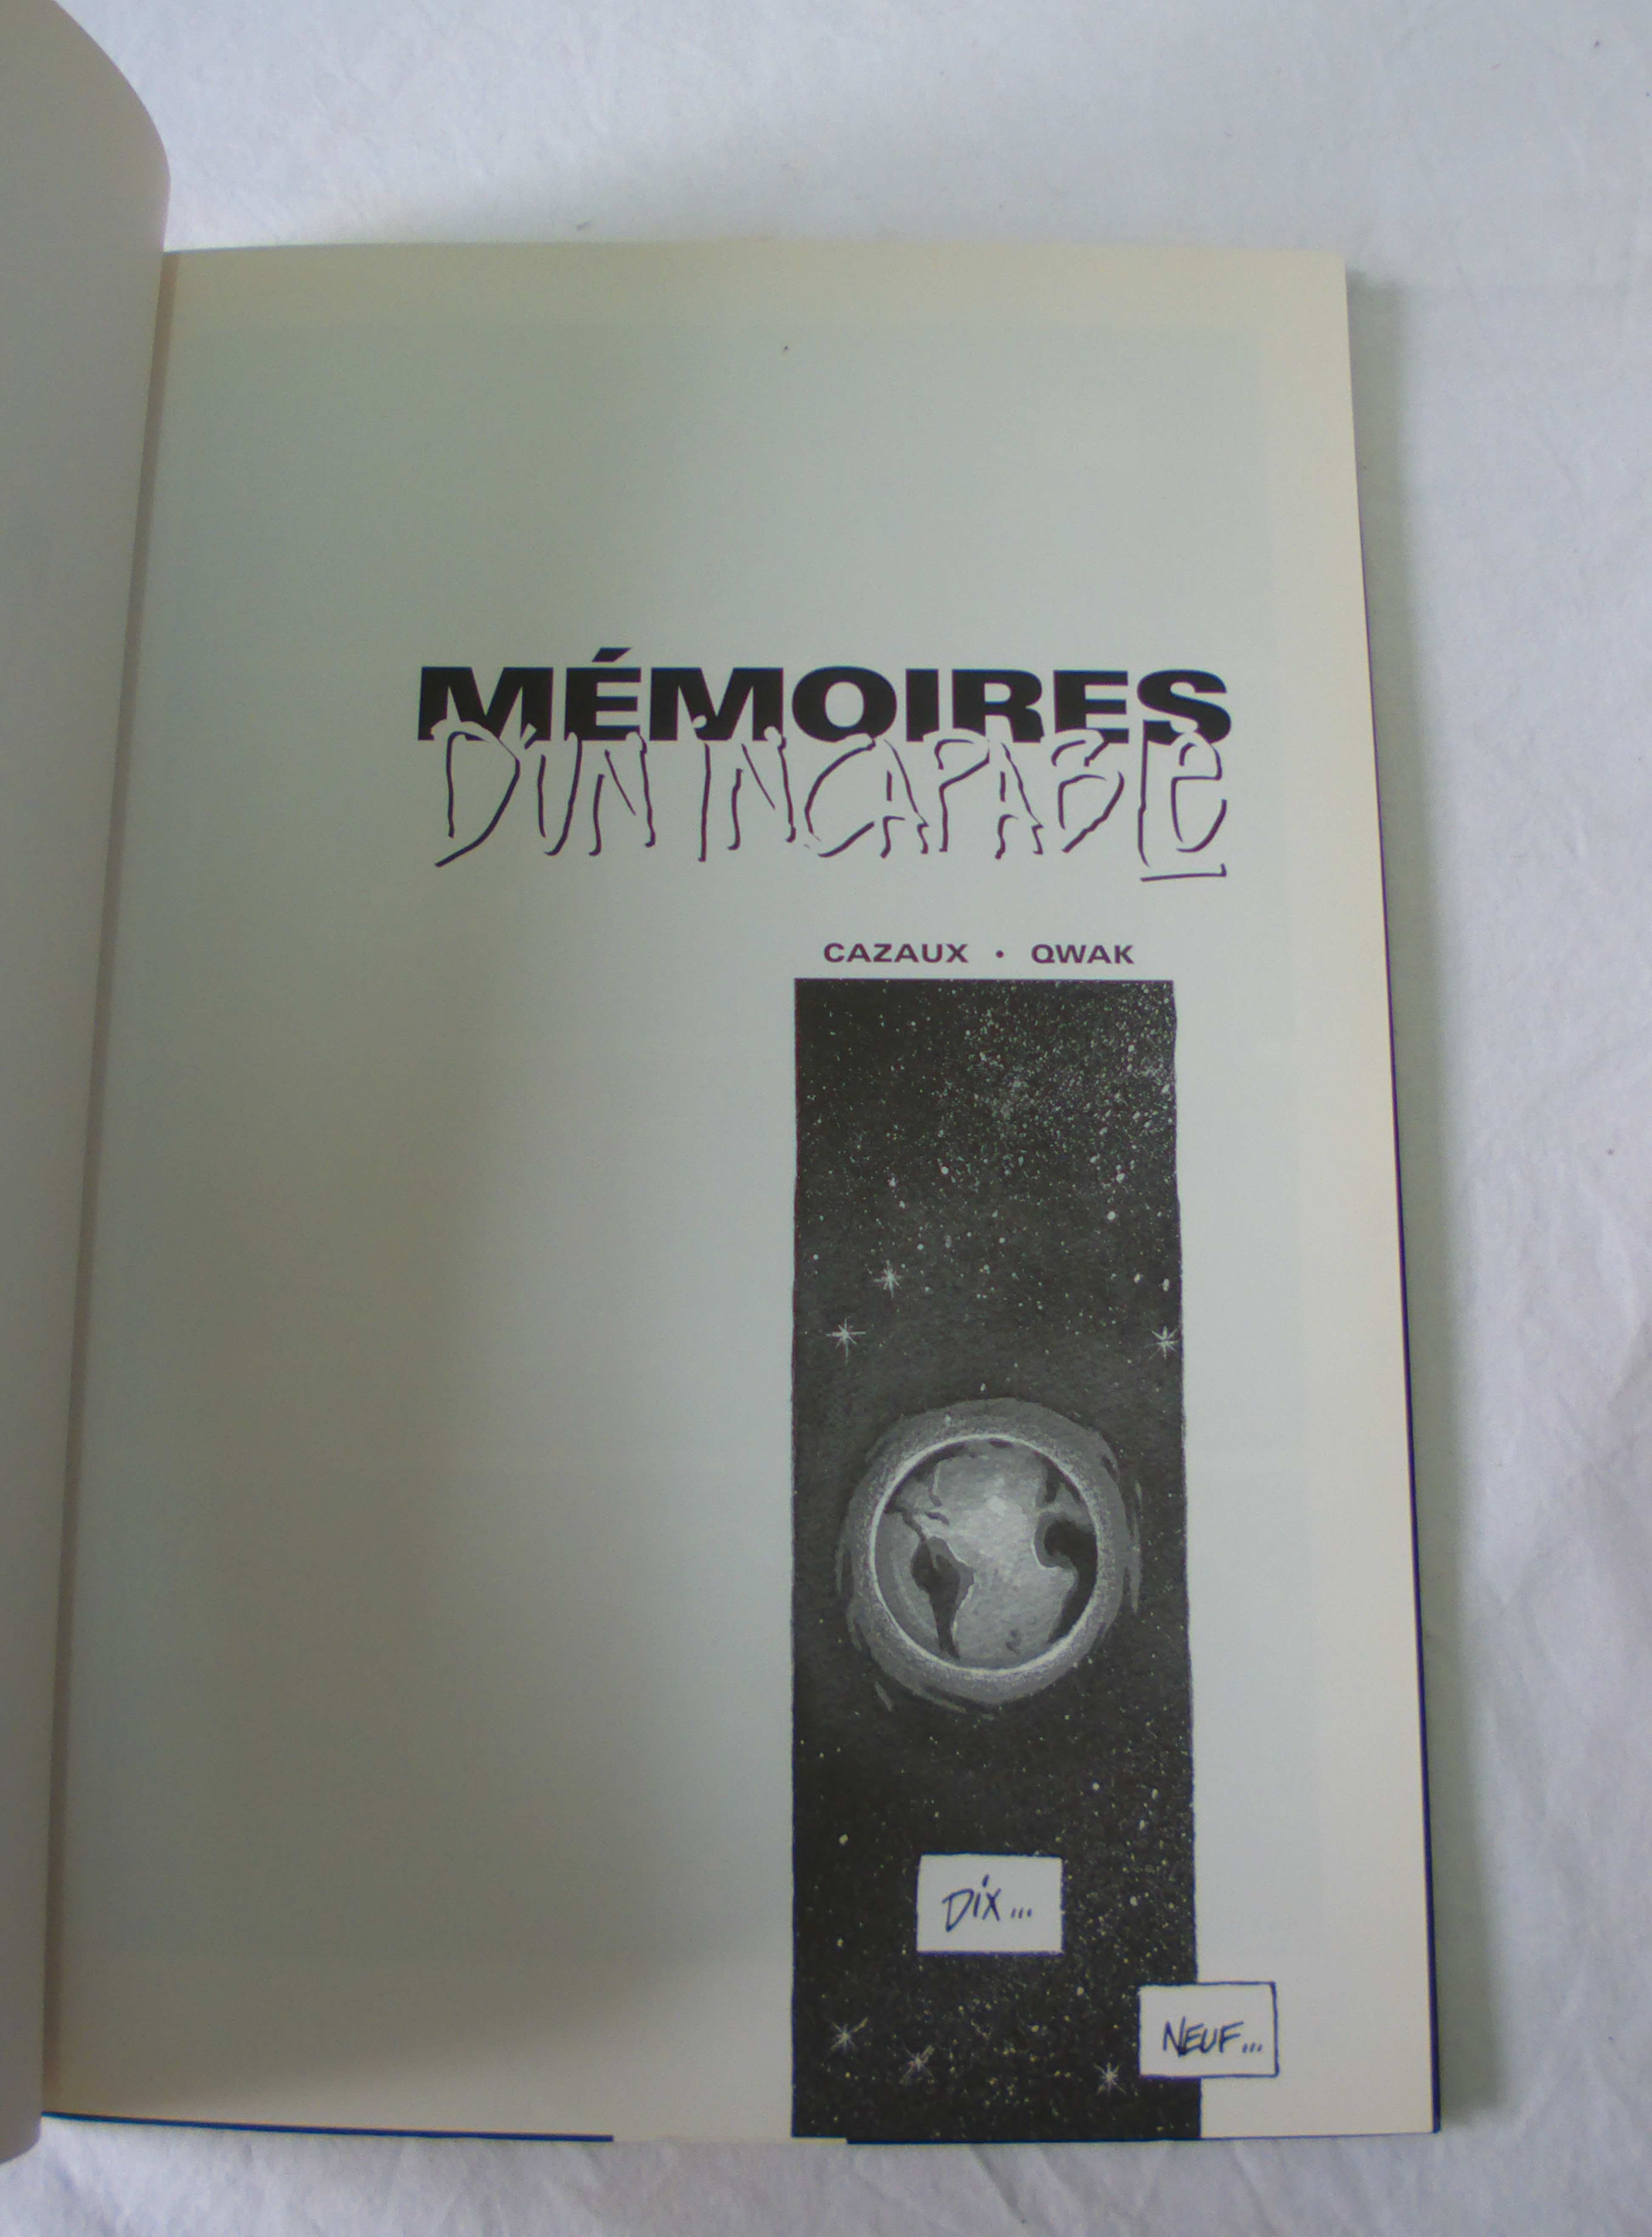 MÉMOIRES
D'UN INCAPABLE
CAZAUX • QWAK
DIX...
NEUF...